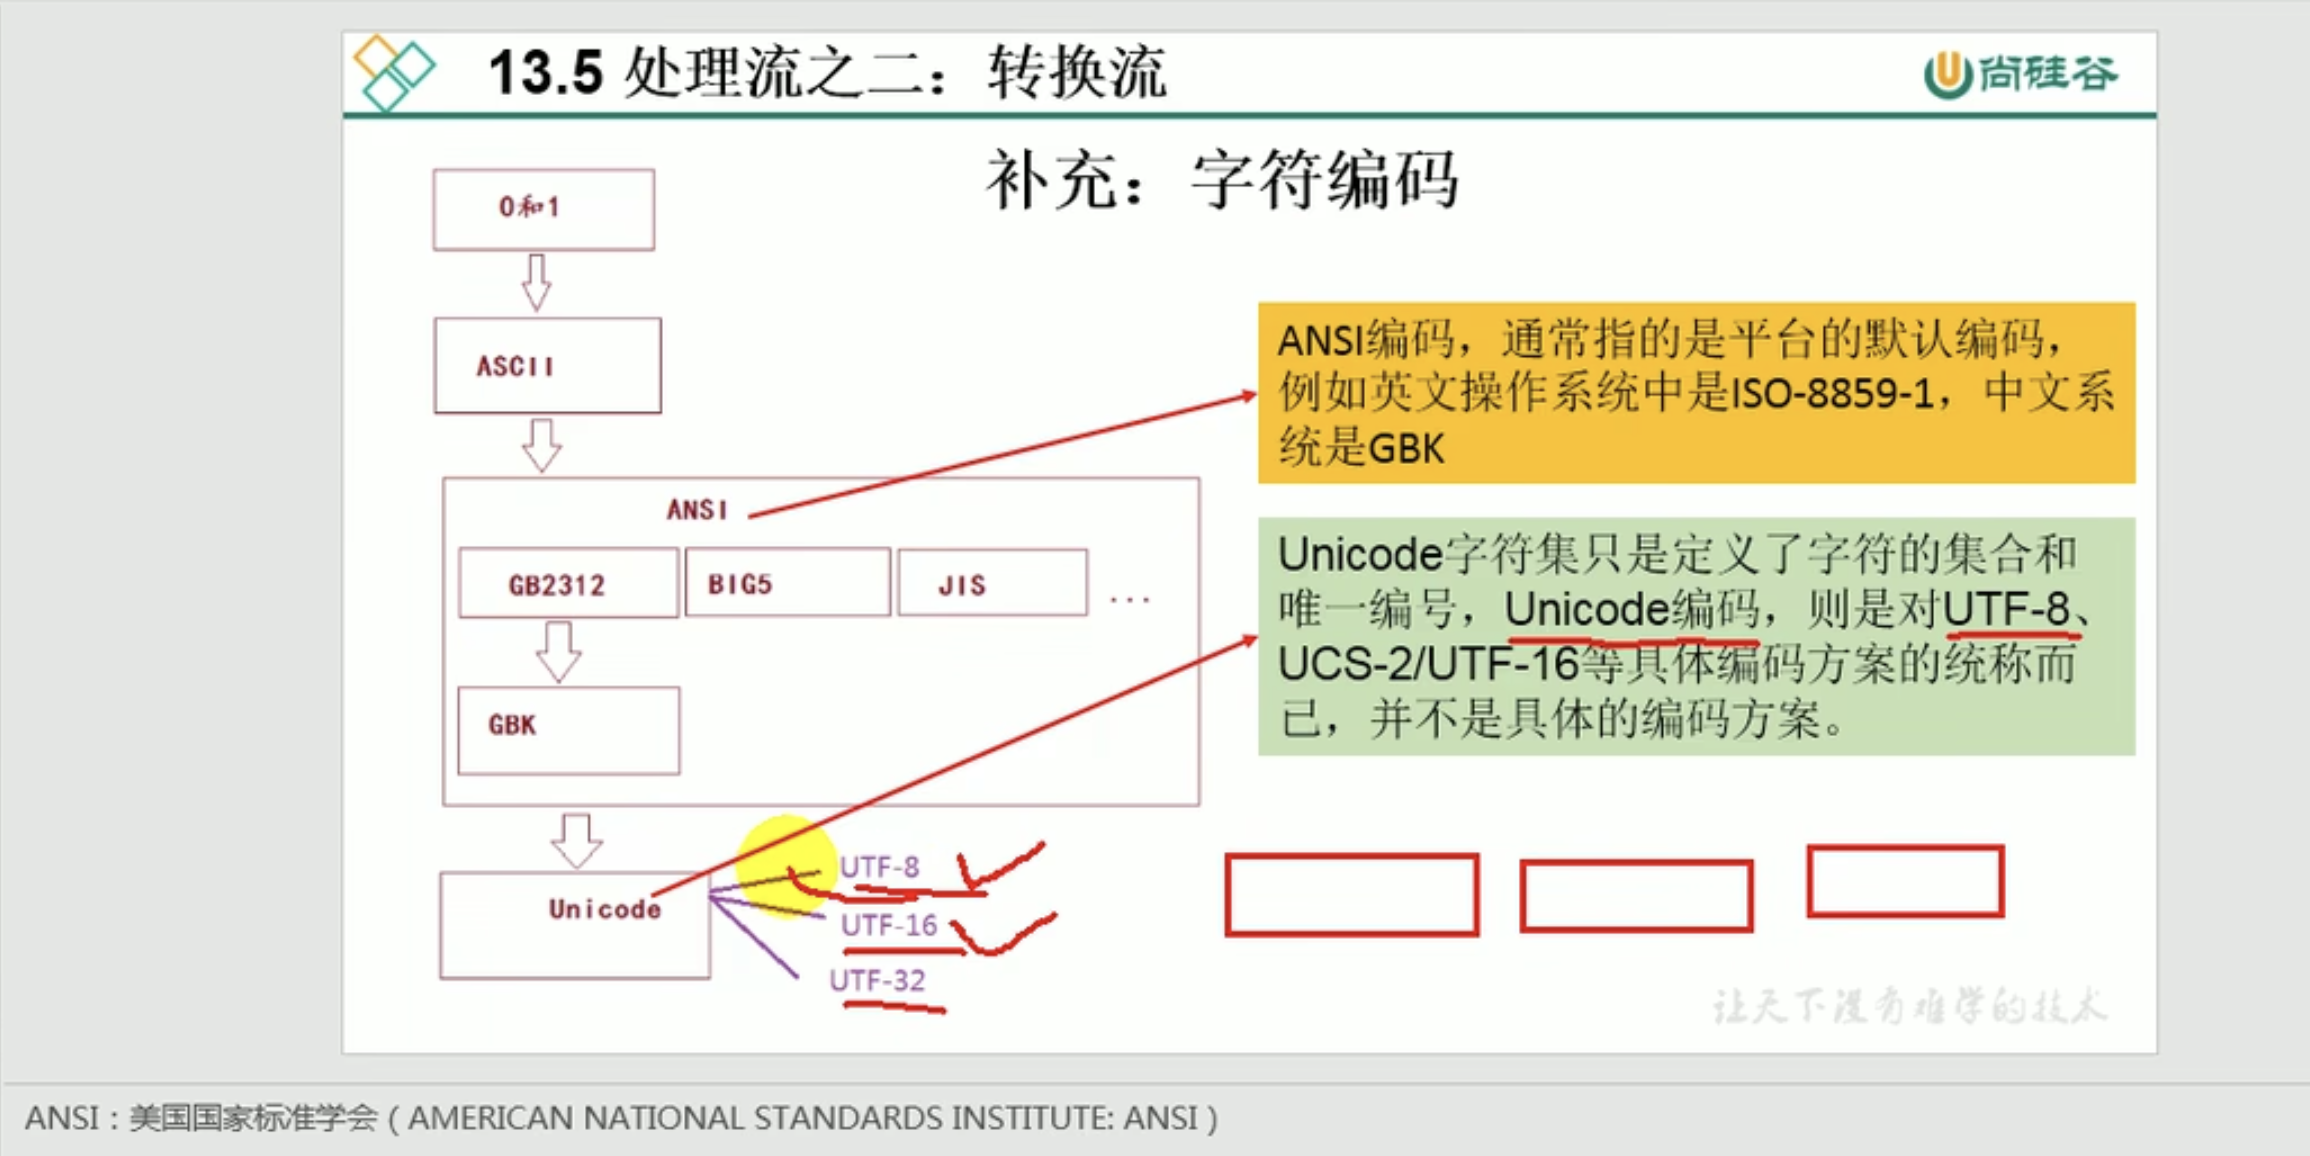 13.5 处理流之二：转换流
尚硅谷
补充：字符编码
0和1
ASCII
ANSI
GB2312
BIG5
JIS
...
GBK
Unicode
UTF-8
UTF-16
UTF-32
ANSI编码，通常指的是平台的默认编码，
例如英文操作系统中是ISO-8859-1，中文系
统是GBK
Unicode字符集只是定义了字符的集合和
唯一编号，Unicode编码，则是对UTF-8、
UCS-2/UTF-16等具体编码方案的统称而
已，并不是具体的编码方案。
让天下没有难学的技术
ANSI：美国国家标准学会（AMERICAN NATIONAL STANDARDS INSTITUTE: ANSI）